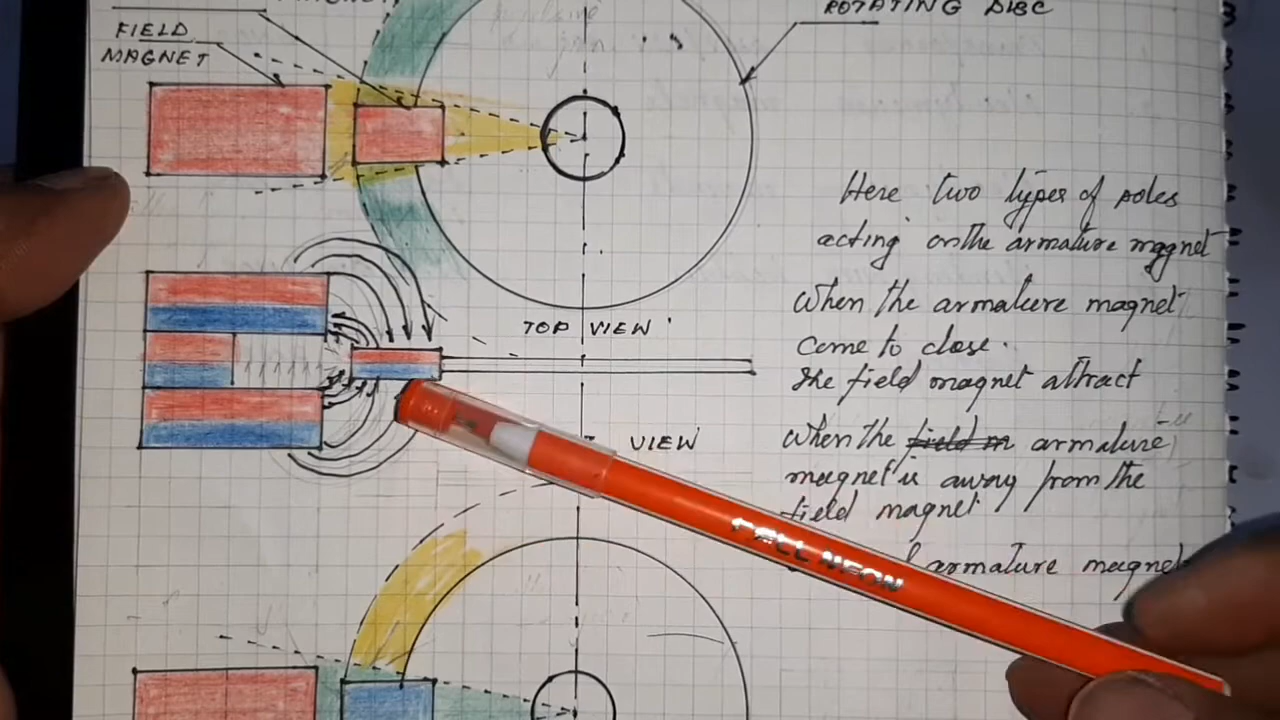 FIELD
MAGNET
ROTATING DISC
TOP VIEW
VIEW
Here two types of poles
acting on the armature magnet
When the armature magnet
come to close.
the field magnet attract
When the field m armature
magnet is away from the
field magnet
armature magnet
FALL NEON